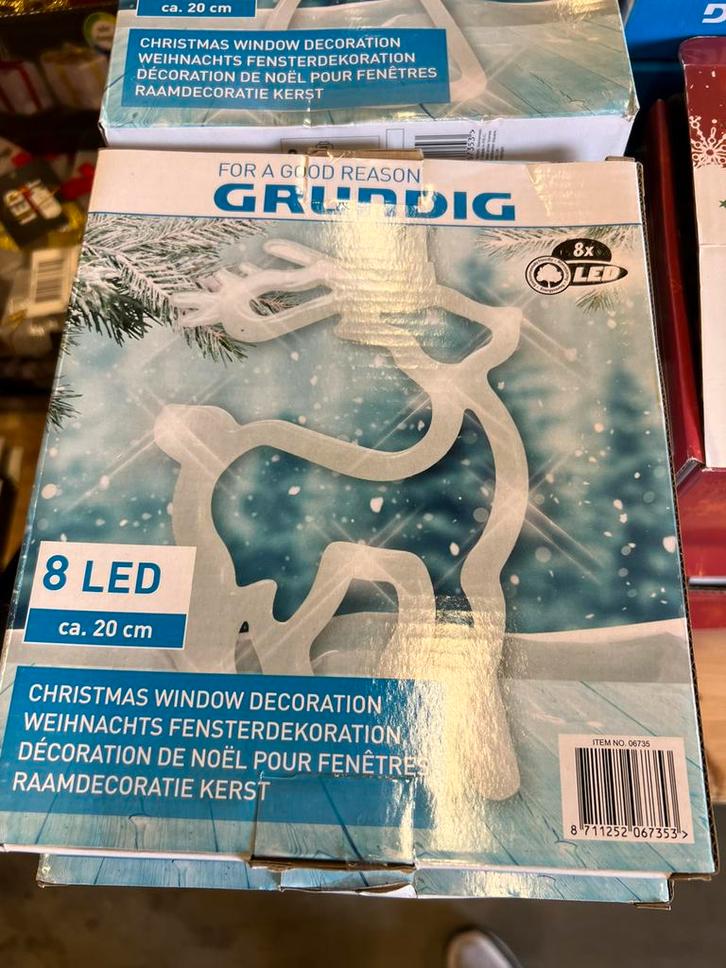 ca. 20 cm
CHRISTMAS WINDOW DECORATION
WEIHNACHTS FENSTERDEKORATION
DÉCORATION DE NOËL POUR FENÊTRES
RAAMDECORATIE KERST
FOR A GOOD REASON
GRUNDIG
8x
LED
8 LED
ca. 20 cm
CHRISTMAS WINDOW DECORATION
WEIHNACHTS FENSTERDEKORATION
DÉCORATION DE NOËL POUR FENÊTRES
RAAMDECORATIE KERST
ITEM NO. 06735
8 711252 067353 >